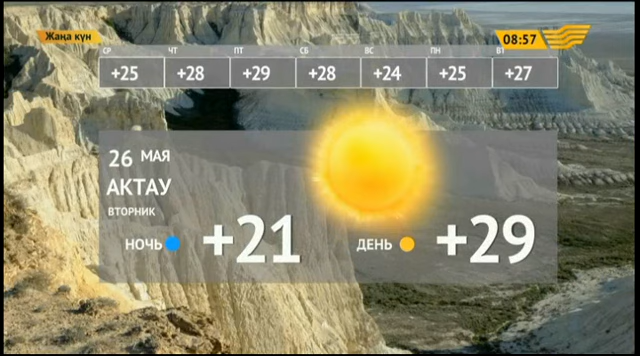 Жаңа күн
08:57
СР ЧТ ПТ СБ ВС ПН ВТ
+25 +28 +29 +28 +24 +25 +27
26 МАЯ
АКТАУ
ВТОРНИК
НОЧЬ +21 ДЕНЬ +29